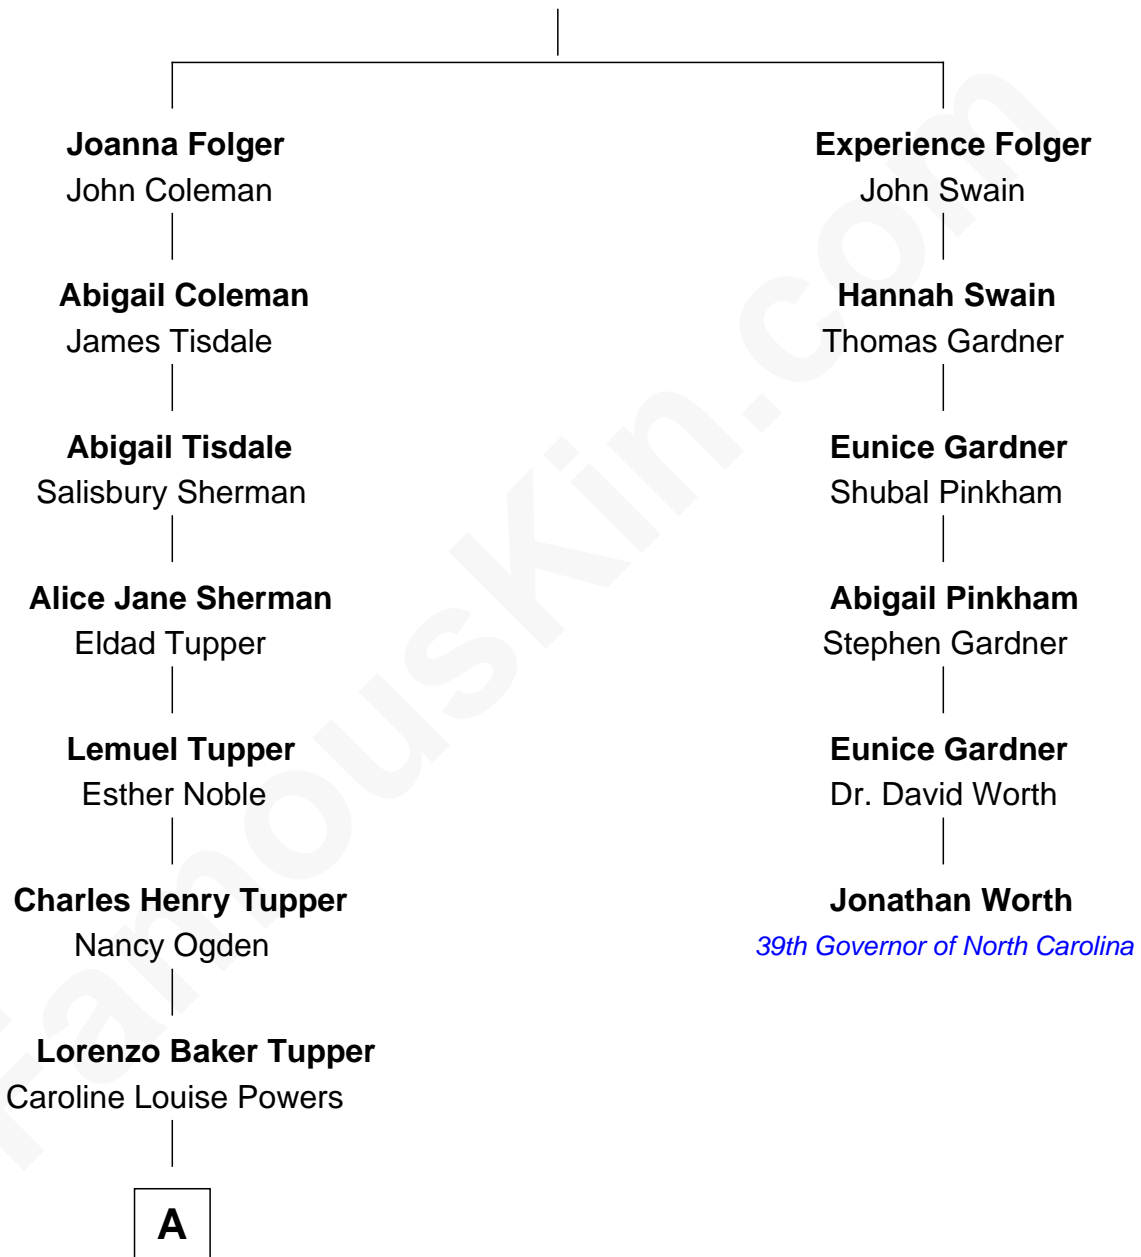 Joanna Folger
John Coleman
Abigail Coleman
James Tisdale
Abigail Tisdale
Salisbury Sherman
Alice Jane Sherman
Eldad Tupper
Lemuel Tupper
Esther Noble
Charles Henry Tupper
Nancy Ogden
Lorenzo Baker Tupper
Caroline Louise Powers
A
Experience Folger
John Swain
Hannah Swain
Thomas Gardner
Eunice Gardner
Shubal Pinkham
Abigail Pinkham
Stephen Gardner
Eunice Gardner
Dr. David Worth
Jonathan Worth
39th Governor of North Carolina
FamousKin.com